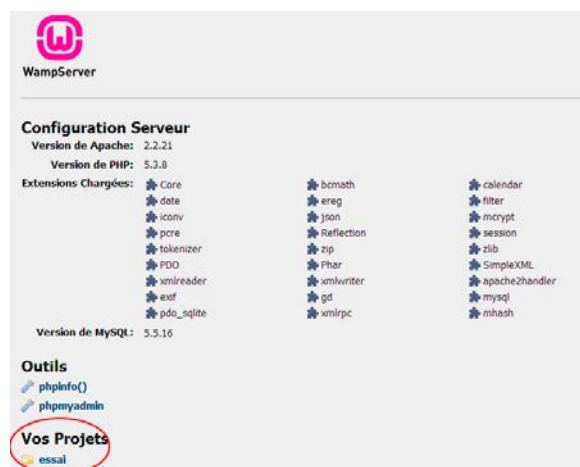 WampServer
Configuration Serveur
Version de Apache: 2.2.21
Version de PHP: 5.3.8
Extensions Chargées: Core bcmath calendar
date ereg filter
iconv json mcrypt
pcre Reflection session
tokenizer zip zlib
PDO Phar SimpleXML
xmlreader xmlwriter apache2handler
exif gd mysql
pdo_sqlite xmlrpc mhash
Version de MySQL: 5.5.16
Outils
phpinfo()
phpmyadmin
Vos Projets
essai